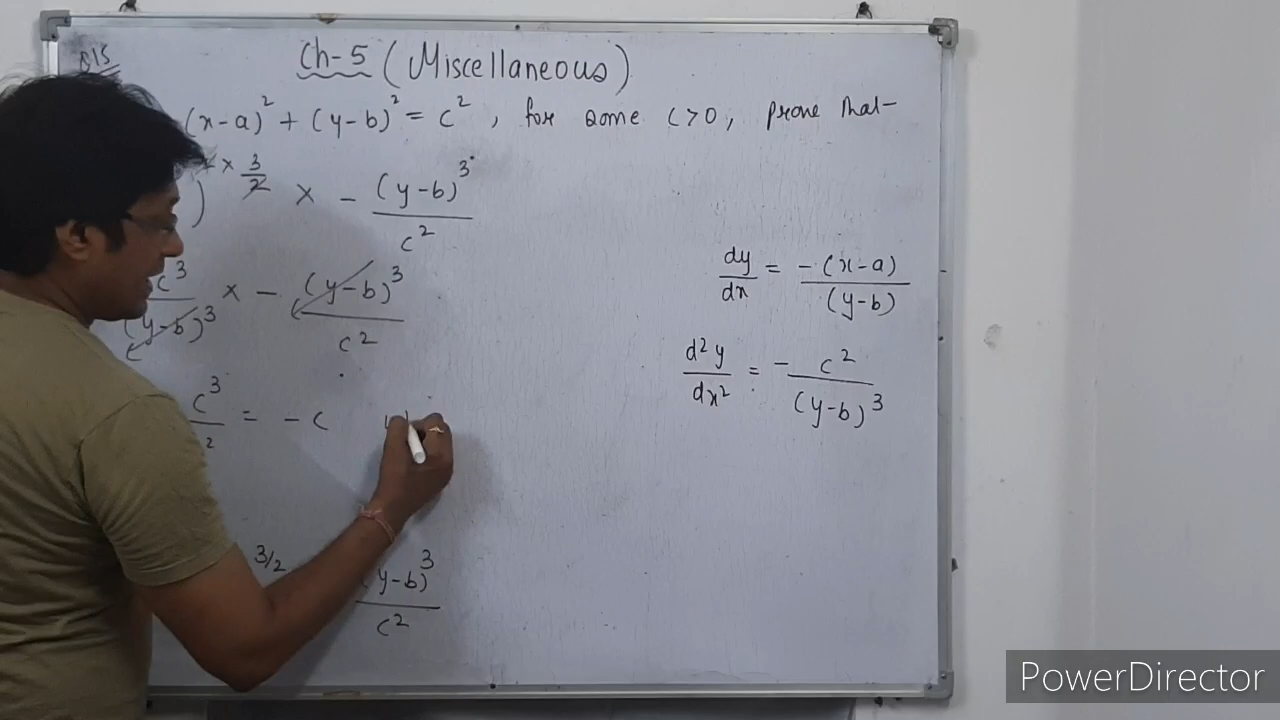 Q15
Ch-5 (Miscellaneous)
(x-a)² + (y-b)² = c², for some c>0, prove that-
)^{× 3/2} × - (y-b)³/c²
c³/(y-b)³ × - (y-b)³/c²
c³/² = - c
3/2 (y-b)³/c²
dy/dx = -(x-a)/(y-b)
d²y/dx² = - c²/(y-b)³
PowerDirector